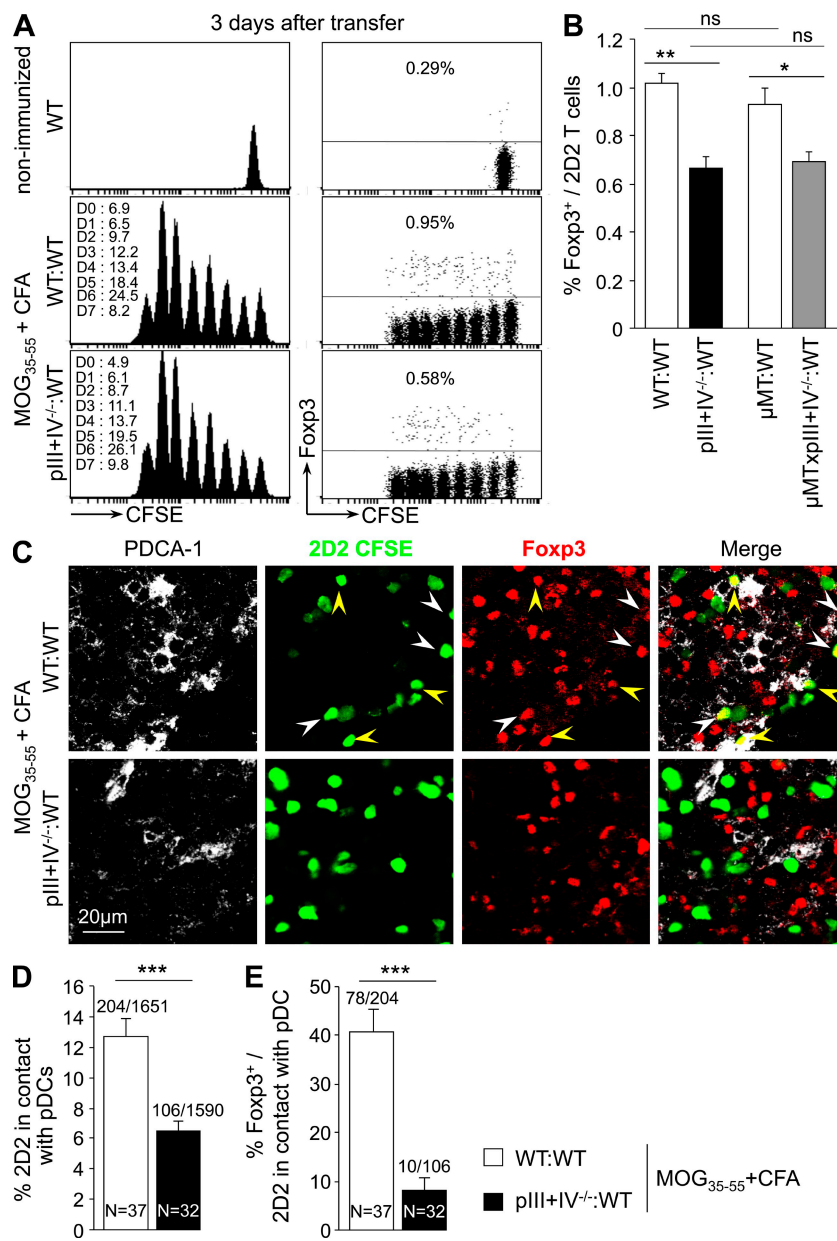 A
3 days after transfer
non-immunized
WT
0.29%
MOG35-55 + CFA
WT:WT
D0 : 6.9
D1 : 6.5
D2 : 9.7
D3 : 12.2
D4 : 13.4
D5 : 18.4
D6 : 24.5
D7 : 8.2
0.95%
pIII+IV-/-:WT
D0 : 4.9
D1 : 6.1
D2 : 8.7
D3 : 11.1
D4 : 13.7
D5 : 19.5
D6 : 26.1
D7 : 9.8
0.58%
Foxp3
CFSE
CFSE
B
ns
ns
**
*
% Foxp3+ / 2D2 T cells
1.2
1.0
0.8
0.6
0.4
0.2
0
WT:WT
pIII+IV-/-:WT
µMT:WT
µMTxpIII+IV-/-:WT
C
PDCA-1
2D2 CFSE
Foxp3
Merge
MOG35-55 + CFA
WT:WT
pIII+IV-/-:WT
20µm
D
***
% 2D2 in contact
with pDCs
16
14
12
10
8
6
4
2
0
204/1651
106/1590
N=37
N=32
E
***
% Foxp3+ /
2D2 in contact with pDC
50
40
30
20
10
0
78/204
10/106
N=37
N=32
WT:WT
pIII+IV-/-:WT
MOG35-55+CFA